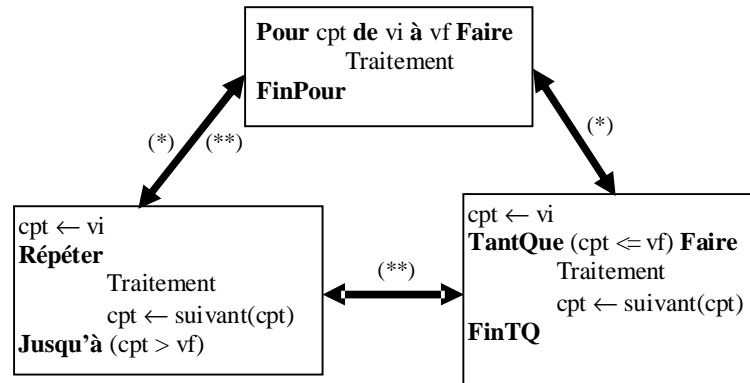 Pour cpt de vi à vf Faire
Traitement
FinPour
(*) (**)
(*)
cpt ← vi
Répéter
Traitement
cpt ← suivant(cpt)
Jusqu'à (cpt > vf)
(**)
cpt ← vi
TantQue (cpt <= vf) Faire
Traitement
cpt ← suivant(cpt)
FinTQ